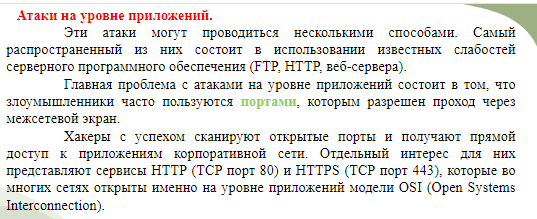 Атаки на уровне приложений.
Эти атаки могут проводиться несколькими способами. Самый
распространенный из них состоит в использовании известных слабостей
серверного программного обеспечения (FTP, HTTP, веб-сервера).
Главная проблема с атаками на уровне приложений состоит в том, что
злоумышленники часто пользуются портами, которым разрешен проход через
межсетевой экран.
Хакеры с успехом сканируют открытые порты и получают прямой
доступ к приложениям корпоративной сети. Отдельный интерес для них
представляют сервисы HTTP (TCP порт 80) и HTTPS (TCP порт 443), которые во
многих сетях открыты именно на уровне приложений модели OSI (Open Systems
Interconnection).